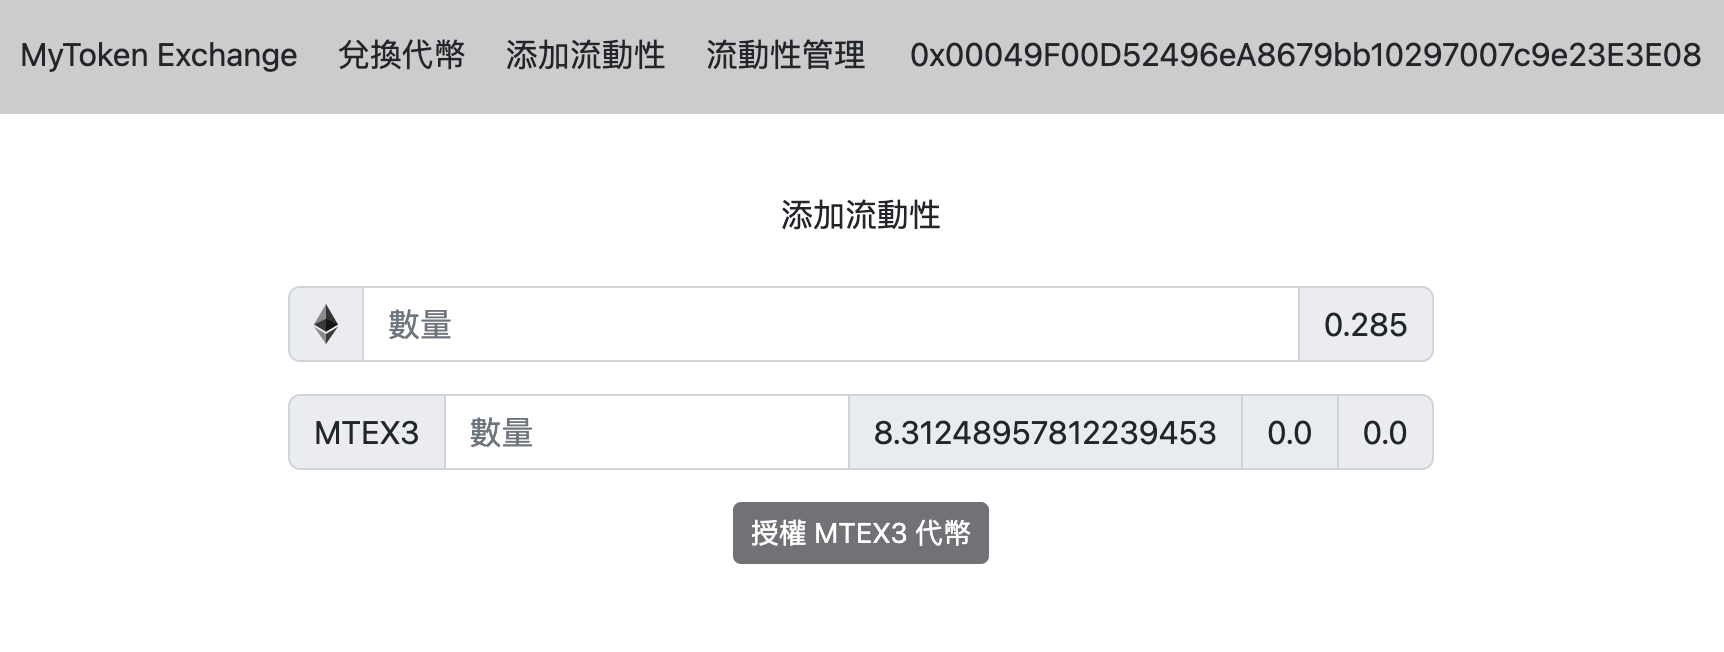 MyToken Exchange 兌換代幣 添加流動性 流動性管理 0x00049F00D52496eA8679bb10297007c9e23E3E08
添加流動性
數量 0.285
MTEX3 數量 8.31248957812239453 0.0 0.0
授權 MTEX3 代幣